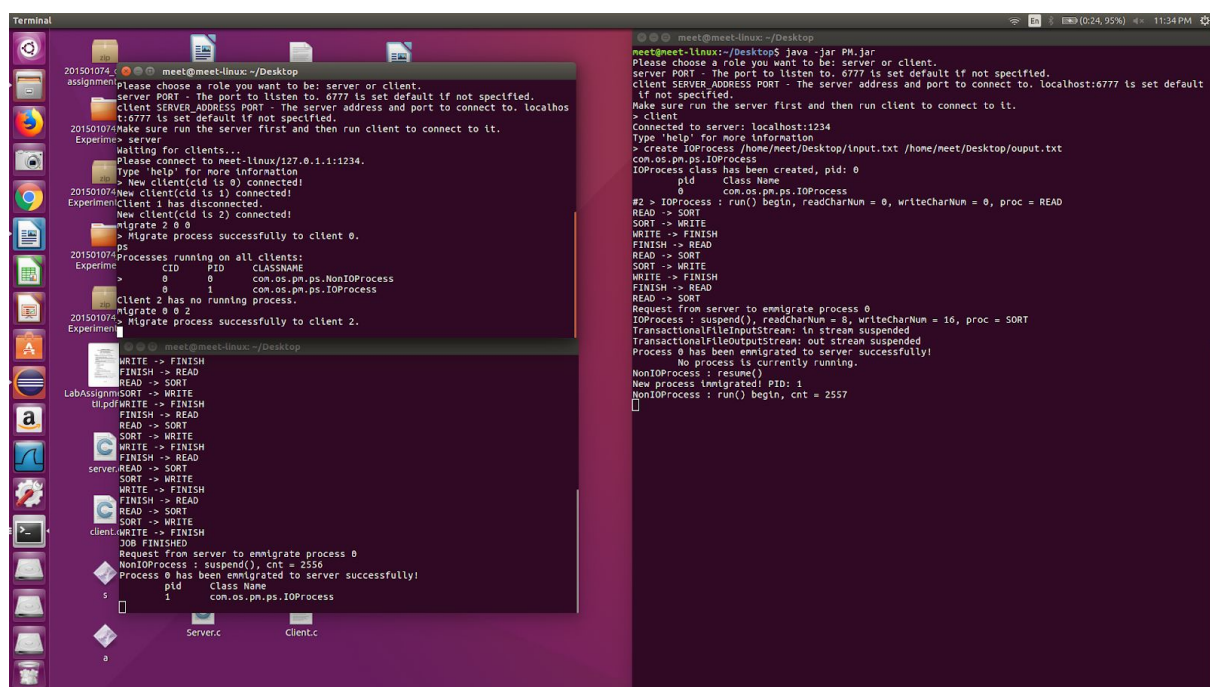 Terminal
En (0:24, 95%) 11:34 PM
zip
201501074_
assignment
201501074
Experime
zip
201501074
Experiment
201501074
Experime
zip
201501074
Experiment
LabAssignm
tII.pdf
server.
client.c
s
a
Server.c
Client.c
meet@meet-linux: ~/Desktop
Please choose a role you want to be: server or client.
server PORT - The port to listen to. 6777 is set default if not specified.
client SERVER_ADDRESS PORT - The server address and port to connect to. localhos
t:6777 is set default if not specified.
Make sure run the server first and then run client to connect to it.
> server
Waiting for clients...
Please connect to meet-linux/127.0.1.1:1234.
Type 'help' for more information
> New client(cid is 0) connected!
New client(cid is 1) connected!
Client 1 has disconnected.
New client(cid is 2) connected!
migrate 2 0 0
> Migrate process successfully to client 0.
ps
Processes running on all clients:
CID PID CLASSNAME
> 0 0 com.os.pm.ps.NonIOProcess
0 1 com.os.pm.ps.IOProcess
Client 2 has no running process.
migrate 0 0 2
> Migrate process successfully to client 2.
meet@meet-linux: ~/Desktop
WRITE -> FINISH
FINISH -> READ
READ -> SORT
SORT -> WRITE
WRITE -> FINISH
FINISH -> READ
READ -> SORT
SORT -> WRITE
WRITE -> FINISH
FINISH -> READ
READ -> SORT
SORT -> WRITE
WRITE -> FINISH
FINISH -> READ
READ -> SORT
SORT -> WRITE
WRITE -> FINISH
JOB FINISHED
Request from server to emmigrate process 0
NonIOProcess : suspend(), cnt = 2556
Process 0 has been emmigrated to server successfully!
pid Class Name
1 com.os.pm.ps.IOProcess
meet@meet-linux: ~/Desktop
meet@meet-linux:~/Desktop$ java -jar PM.jar
Please choose a role you want to be: server or client.
server PORT - The port to listen to. 6777 is set default if not specified.
client SERVER_ADDRESS PORT - The server address and port to connect to. localhost:6777 is set default
if not specified.
Make sure run the server first and then run client to connect to it.
> client
Connected to server: localhost:1234
Type 'help' for more information
> create IOProcess /home/meet/Desktop/input.txt /home/meet/Desktop/ouput.txt
com.os.pm.ps.IOProcess
IOProcess class has been created, pid: 0
pid Class Name
0 com.os.pm.ps.IOProcess
#2 > IOProcess : run() begin, readCharNum = 0, writeCharNum = 0, proc = READ
READ -> SORT
SORT -> WRITE
WRITE -> FINISH
FINISH -> READ
READ -> SORT
SORT -> WRITE
WRITE -> FINISH
FINISH -> READ
READ -> SORT
Request from server to emmigrate process 0
IOProcess : suspend(), readCharNum = 8, writeCharNum = 16, proc = SORT
TransactionalFileInputStream: in stream suspended
TransactionalFileOutputStream: out stream suspended
Process 0 has been emmigrated to server successfully!
No process is currently running.
NonIOProcess : resume()
New process immigrated! PID: 1
NonIOProcess : run() begin, cnt = 2557